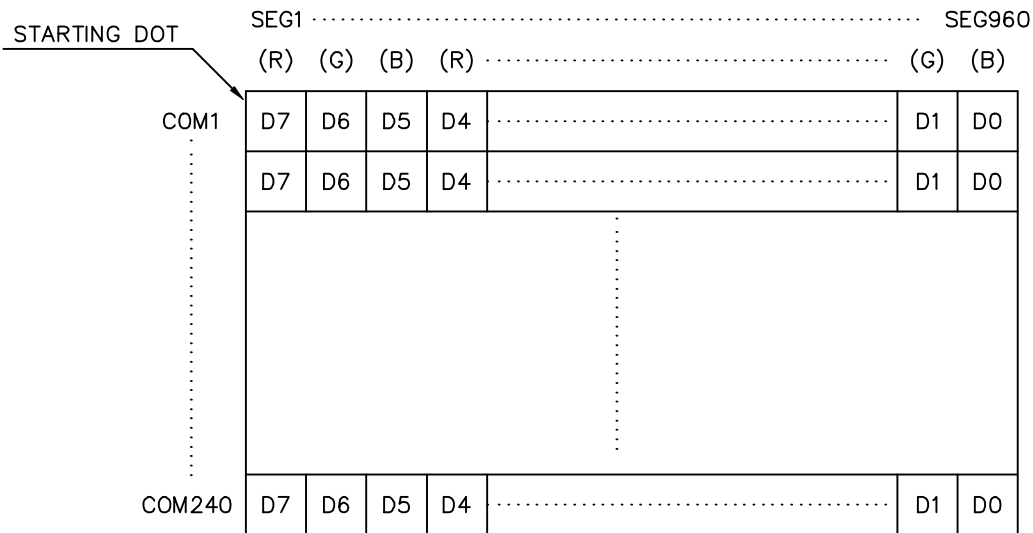 SEG1 SEG960
STARTING DOT
(R) (G) (B) (R) (G) (B)
COM1 D7 D6 D5 D4 D1 D0
D7 D6 D5 D4 D1 D0
COM240 D7 D6 D5 D4 D1 D0